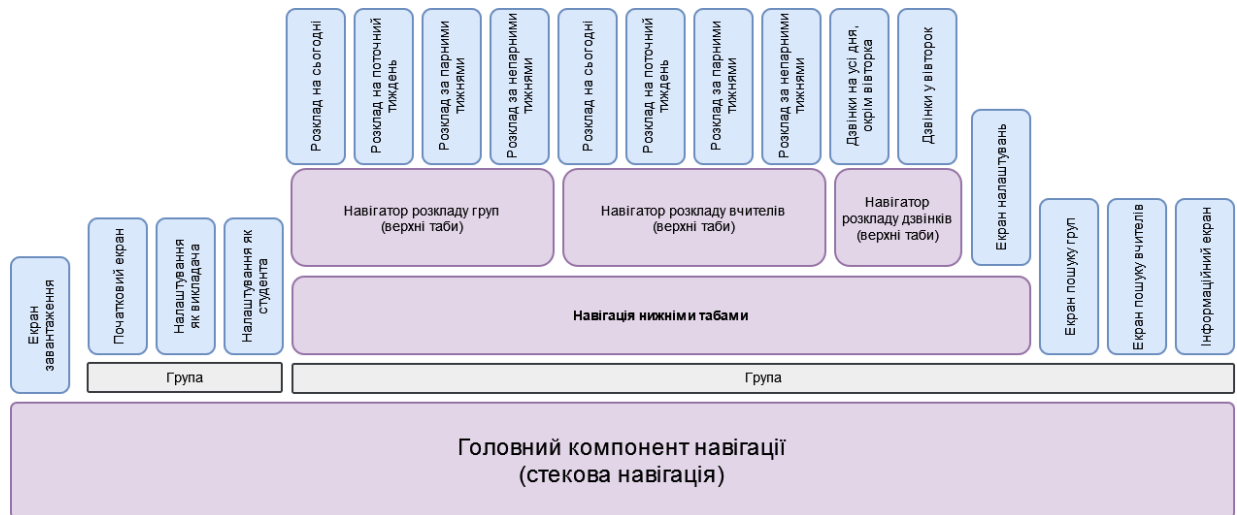 Розклад на сьогодні
Розклад на поточний
тиждень
Розклад за парними
тижнями
Розклад за непарними
тижнями
Розклад на сьогодні
Розклад на поточний
тиждень
Розклад за парними
тижнями
Розклад за непарними
тижнями
Дзвінки на усі дня,
окрім вівторка
Дзвінки у вівторок
Екран налаштувань
Навігатор розкладу груп
(верхні таби)
Навігатор розкладу вчителів
(верхні таби)
Навігатор
розкладу дзвінків
(верхні таби)
Екран
завантаження
Початковий екран
Налаштування
як викладача
Налаштування як
студента
Навігація нижніми табами
Екран пошуку груп
Екран пошуку вчителів
Інформаційний екран
Група
Група
Головний компонент навігації
(стекова навігація)